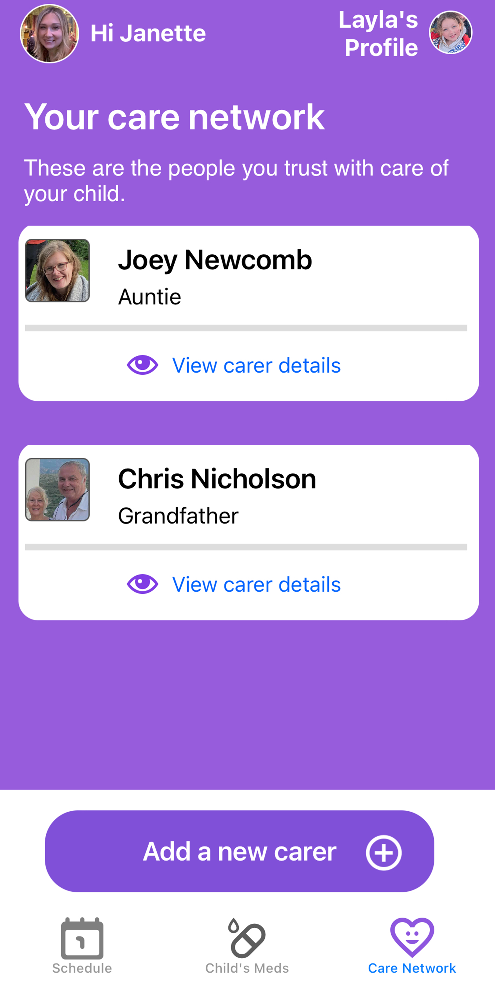 Hi Janette
Layla's
Profile
Your care network
These are the people you trust with care of
your child.
Joey Newcomb
Auntie
View carer details
Chris Nicholson
Grandfather
View carer details
Add a new carer
Schedule
Child's Meds
Care Network